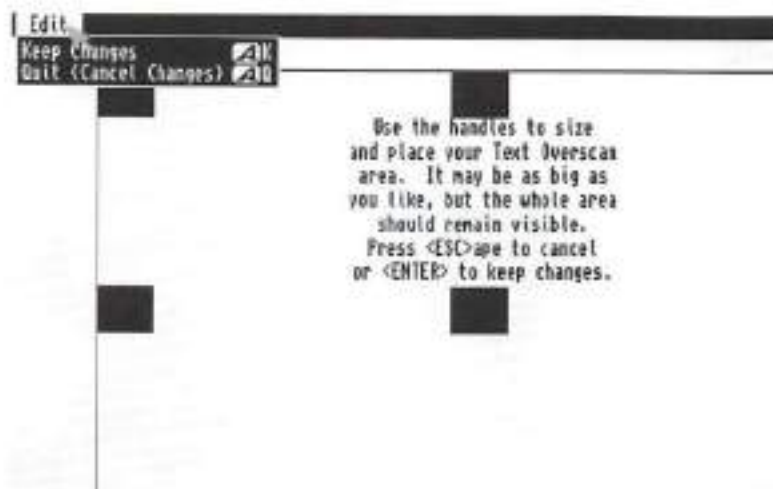 Edit
Keep Changes K
Quit (Cancel Changes) Q
Use the handles to size
and place your Text Overscan
area. It may be as big as
you like, but the whole area
should remain visible.
Press <ESC>ape to cancel
or <ENTER> to keep changes.